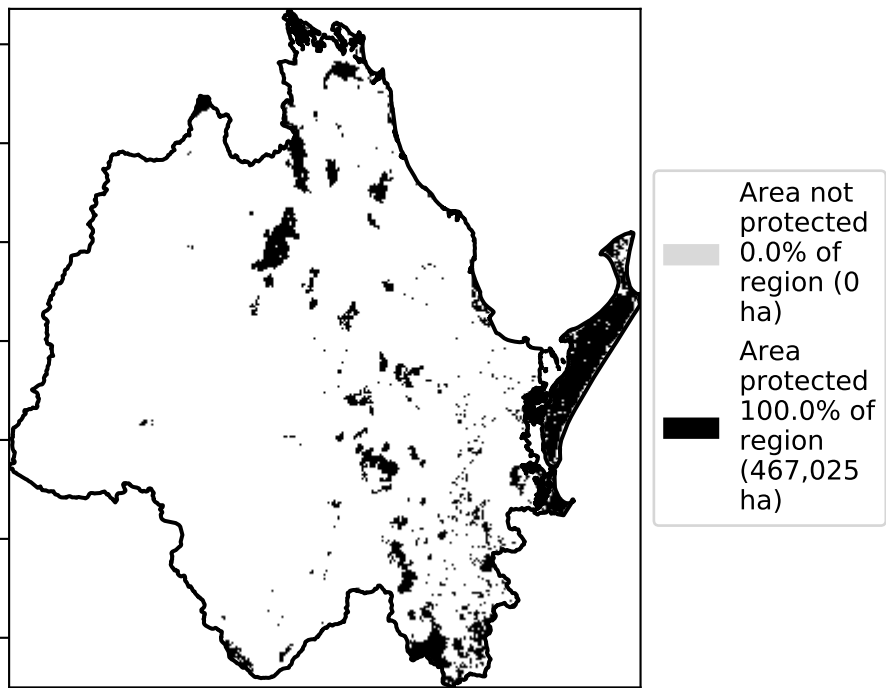 Area not
protected
0.0% of
region (0
ha)
Area
protected
100.0% of
region
(467,025
ha)